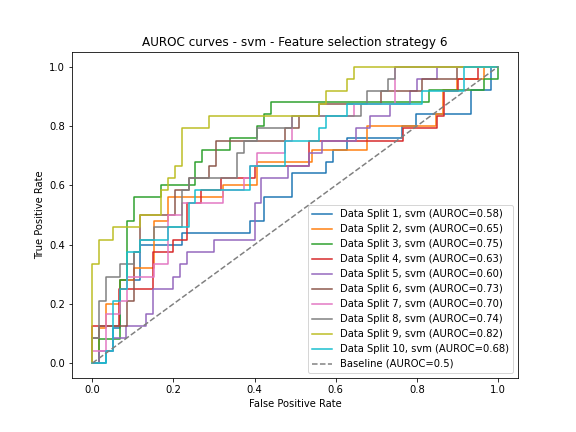 AUROC curves - svm - Feature selection strategy 6
True Positive Rate
1.0
0.8
0.6
0.4
0.2
0.0
Data Split 1, svm (AUROC=0.58)
Data Split 2, svm (AUROC=0.65)
Data Split 3, svm (AUROC=0.75)
Data Split 4, svm (AUROC=0.63)
Data Split 5, svm (AUROC=0.60)
Data Split 6, svm (AUROC=0.73)
Data Split 7, svm (AUROC=0.70)
Data Split 8, svm (AUROC=0.74)
Data Split 9, svm (AUROC=0.82)
Data Split 10, svm (AUROC=0.68)
Baseline (AUROC=0.5)
0.0 0.2 0.4 0.6 0.8 1.0
False Positive Rate